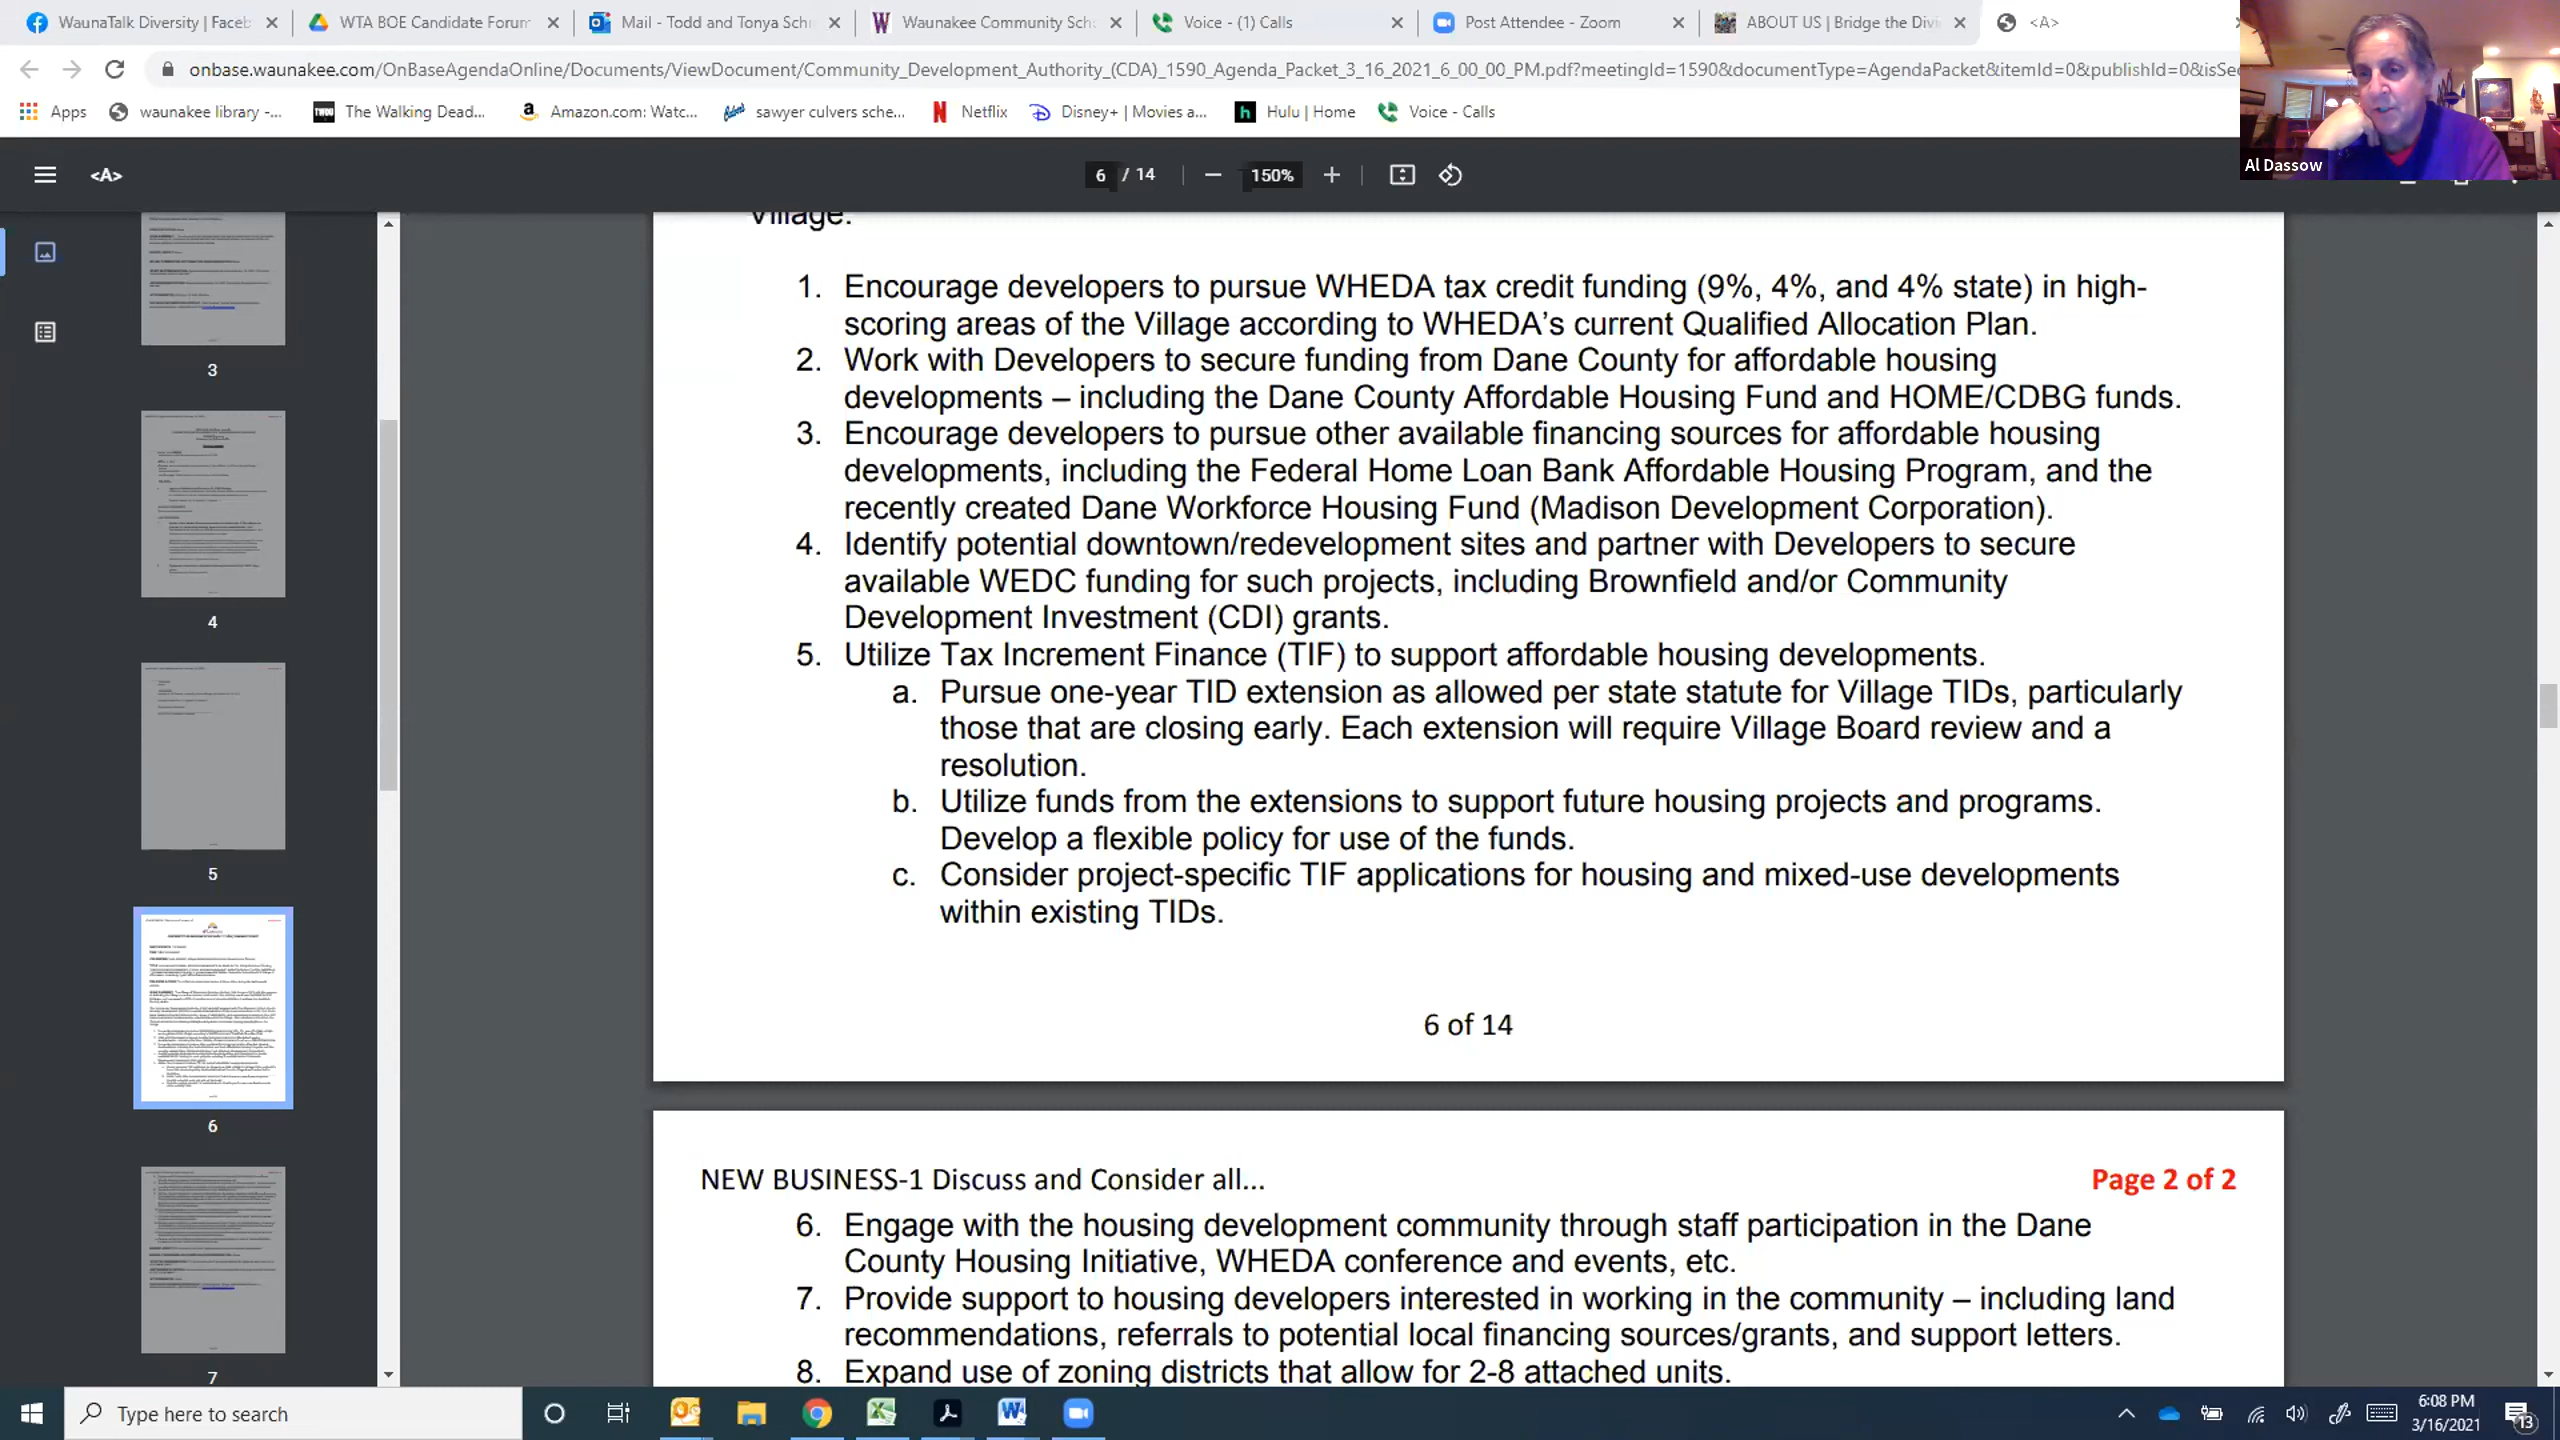 WaunaTalk Diversity | Faceb
WTA BOE Candidate Forum
Mail - Todd and Tonya Sch
Waunakee Community Sch
Voice - (1) Calls
Post Attendee - Zoom
ABOUT US | Bridge the Divi
<A>
onbase.waunakee.com/OnBaseAgendaOnline/Documents/ViewDocument/Community_Development_Authority_(CDA)_1590_Agenda_Packet_3_16_2021_6_00_00_PM.pdf?meetingId=1590&documentType=AgendaPacket&itemId=0&publishId=0&isSec
Apps
waunakee library -...
The Walking Dead...
Amazon.com: Watc...
sawyer culvers sche...
Netflix
Disney+ | Movies a...
Hulu | Home
Voice - Calls
Al Dassow
<A>
6 / 14
150%
3
4
5
6
7
Village.
1. Encourage developers to pursue WHEDA tax credit funding (9%, 4%, and 4% state) in high-
scoring areas of the Village according to WHEDA’s current Qualified Allocation Plan.
2. Work with Developers to secure funding from Dane County for affordable housing
developments – including the Dane County Affordable Housing Fund and HOME/CDBG funds.
3. Encourage developers to pursue other available financing sources for affordable housing
developments, including the Federal Home Loan Bank Affordable Housing Program, and the
recently created Dane Workforce Housing Fund (Madison Development Corporation).
4. Identify potential downtown/redevelopment sites and partner with Developers to secure
available WEDC funding for such projects, including Brownfield and/or Community
Development Investment (CDI) grants.
5. Utilize Tax Increment Finance (TIF) to support affordable housing developments.
a. Pursue one-year TID extension as allowed per state statute for Village TIDs, particularly
those that are closing early. Each extension will require Village Board review and a
resolution.
b. Utilize funds from the extensions to support future housing projects and programs.
Develop a flexible policy for use of the funds.
c. Consider project-specific TIF applications for housing and mixed-use developments
within existing TIDs.
6 of 14
NEW BUSINESS-1 Discuss and Consider all...
Page 2 of 2
6. Engage with the housing development community through staff participation in the Dane
County Housing Initiative, WHEDA conference and events, etc.
7. Provide support to housing developers interested in working in the community – including land
recommendations, referrals to potential local financing sources/grants, and support letters.
8. Expand use of zoning districts that allow for 2-8 attached units.
Type here to search
6:08 PM
3/16/2021
13